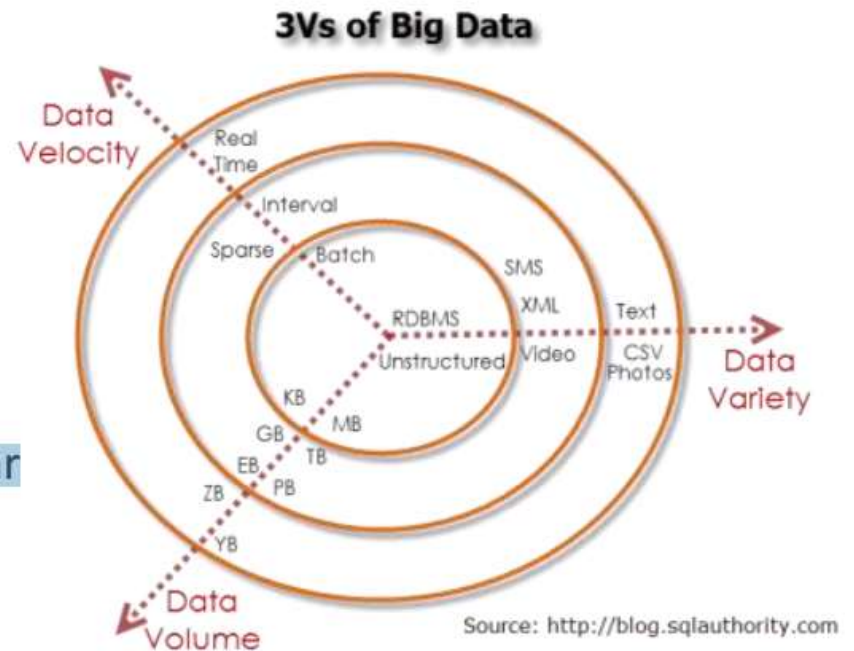 3Vs of Big Data
Data
Velocity
Real
Time
Interval
Sparse
Batch
SMS
XML
Text
RDBMS
Unstructured
Video
CSV
Photos
Data
Variety
KB
MB
GB
TB
EB
PB
ZB
YB
Data
Volume
Source: http://blog.sqlauthority.com